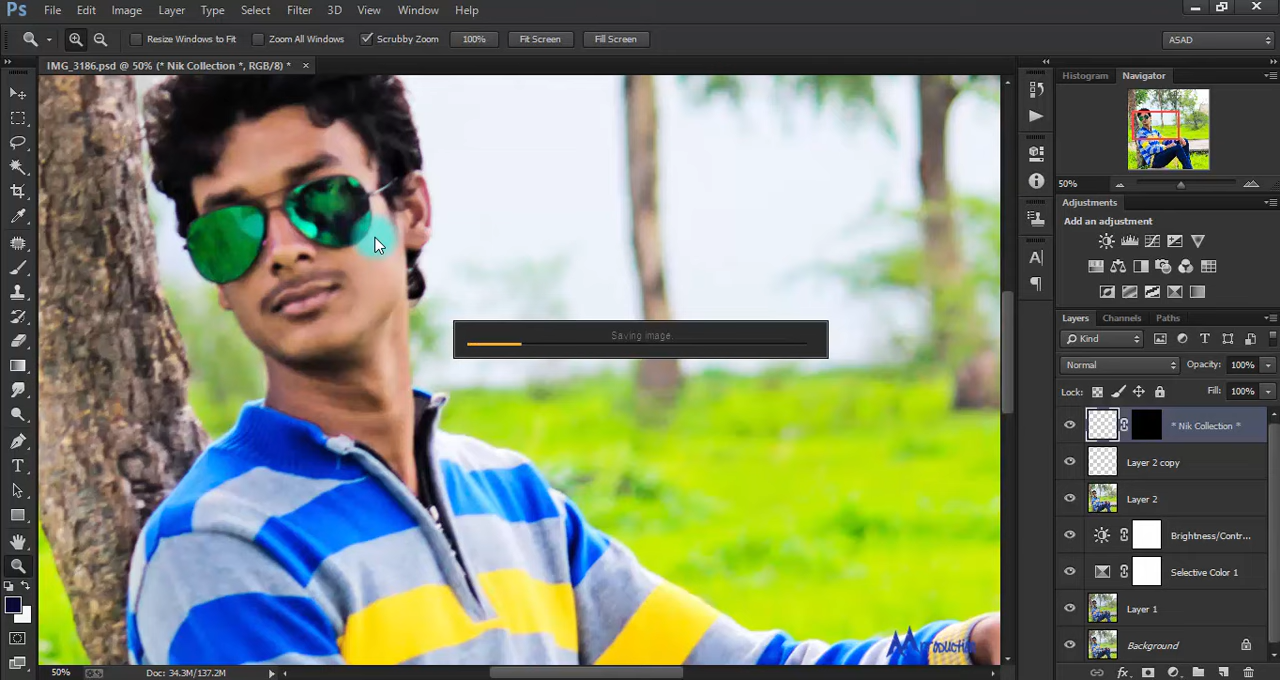 Ps File Edit Image Layer Type Select Filter 3D View Window Help
Resize Windows to Fit Zoom All Windows Scrubby Zoom 100% Fit Screen Fill Screen ASAD
IMG_3186.psd @ 50% (* Nik Collection *, RGB/8) * ×
Histogram Navigator
50%
Adjustments
Add an adjustment
Saving image.
Layers Channels Paths
Kind
Normal Opacity: 100%
Lock: Fill: 100%
* Nik Collection *
Layer 2 copy
Layer 2
Brightness/Contr...
Selective Color 1
Layer 1
Background
50% Doc: 34.3M/137.2M